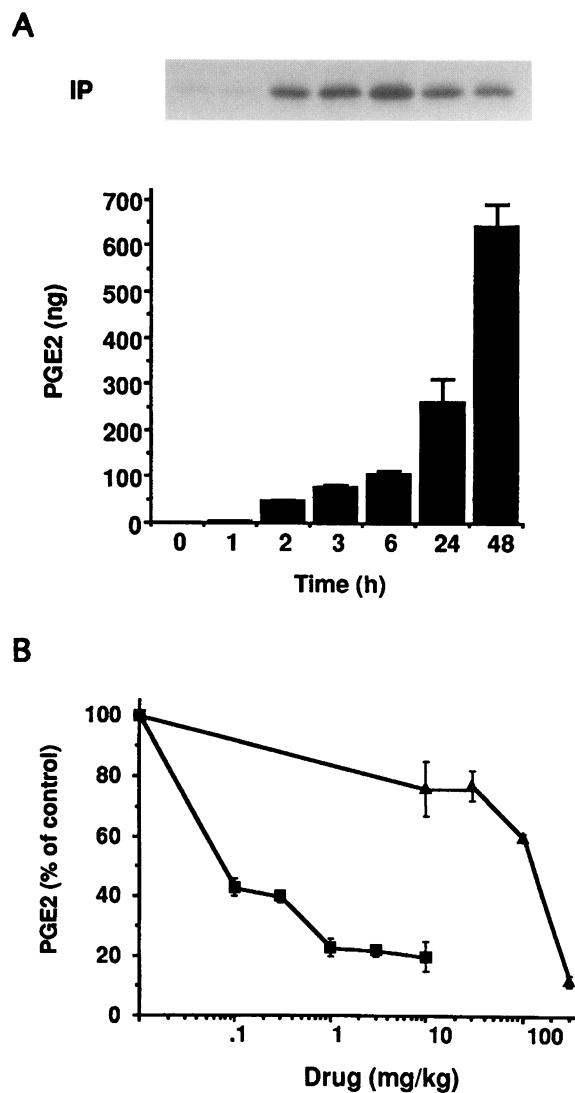 A
IP
PGE2 (ng)
700
600
500
400
300
200
100
0
0 1 2 3 6 24 48
Time (h)
B
PGE2 (% of control)
100
80
60
40
20
0
.1 1 10 100
Drug (mg/kg)